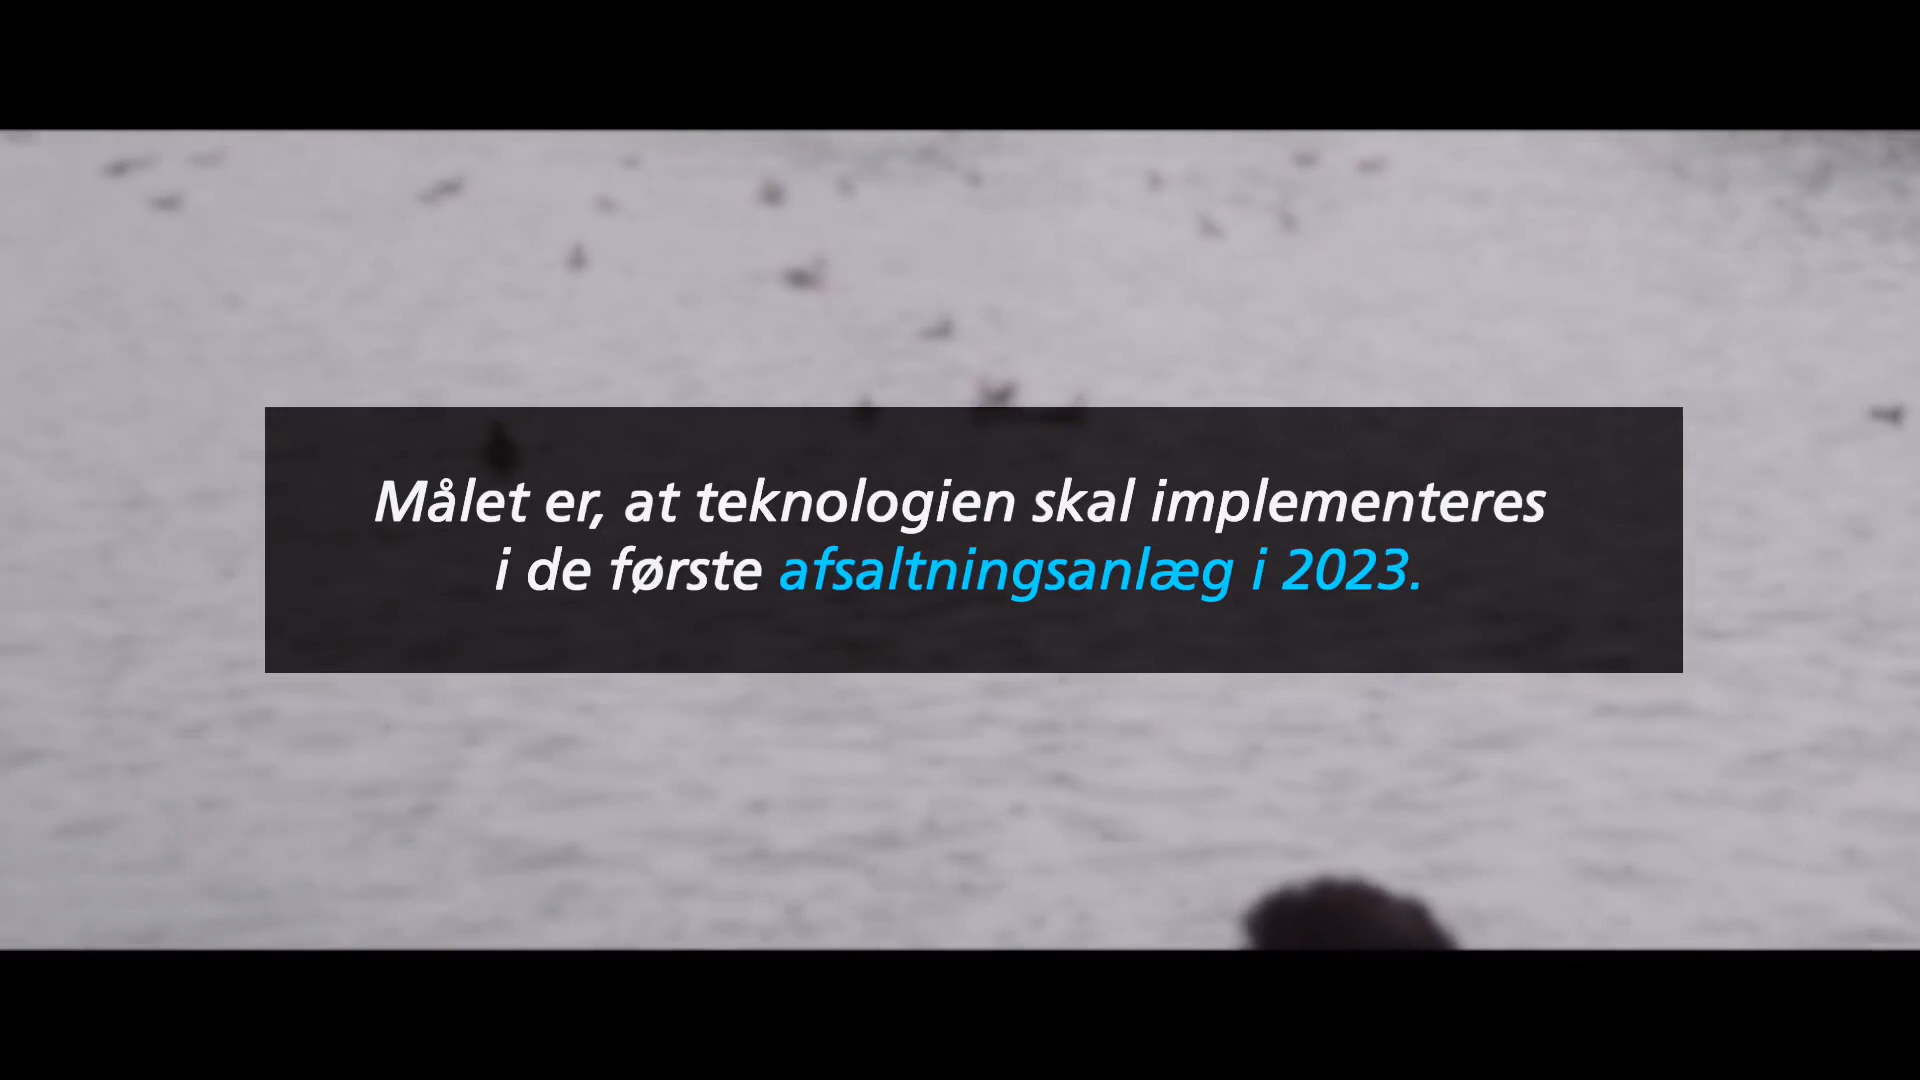 Målet er, at teknologien skal implementeres
i de første afsaltningsanlæg i 2023.